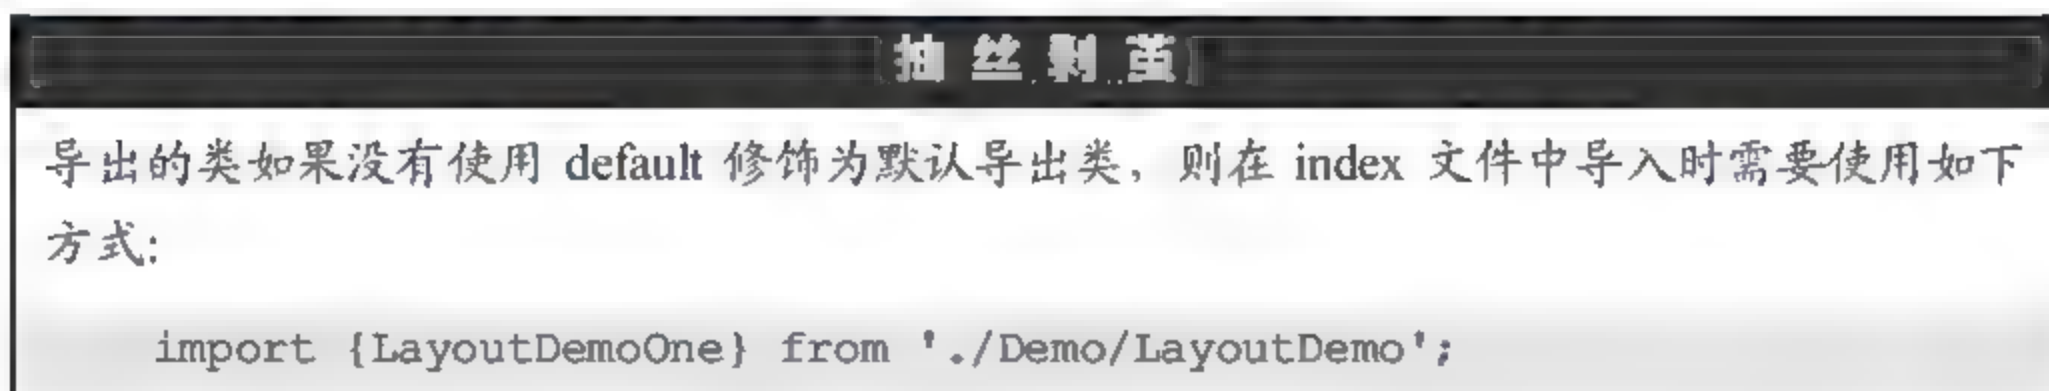 抽丝剥茧
导出的类如果没有使用 default 修饰为默认导出类，则在 index 文件中导入时需要使用如下
方式：
import {LayoutDemoOne} from './Demo/LayoutDemo';